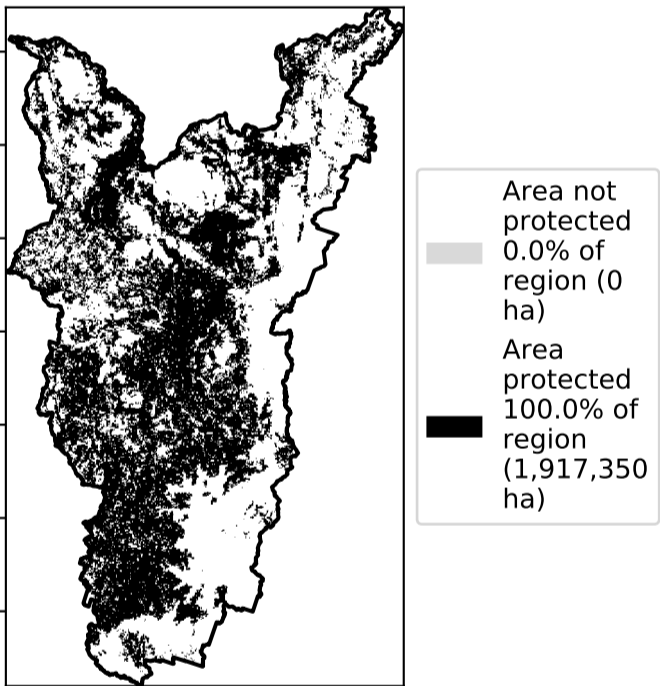 Area not
protected
0.0% of
region (0
ha)
Area
protected
100.0% of
region
(1,917,350
ha)